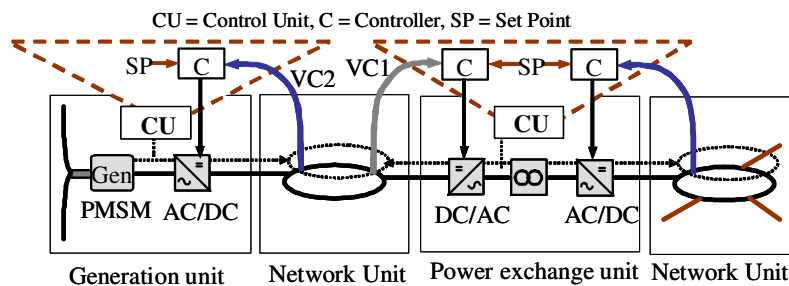 CU = Control Unit, C = Controller, SP = Set Point
SP C VC2 VC1 C SP C
CU CU
Gen = = =
PMSM AC/DC DC/AC AC/DC
Generation unit Network Unit Power exchange unit Network Unit